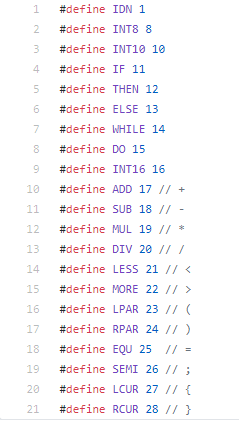 1 #define IDN 1
2 #define INT8 8
3 #define INT10 10
4 #define IF 11
5 #define THEN 12
6 #define ELSE 13
7 #define WHILE 14
8 #define DO 15
9 #define INT16 16
10 #define ADD 17 // +
11 #define SUB 18 // -
12 #define MUL 19 // *
13 #define DIV 20 // /
14 #define LESS 21 // <
15 #define MORE 22 // >
16 #define LPAR 23 // (
17 #define RPAR 24 // )
18 #define EQU 25  // =
19 #define SEMI 26 // ;
20 #define LCUR 27 // {
21 #define RCUR 28 // }